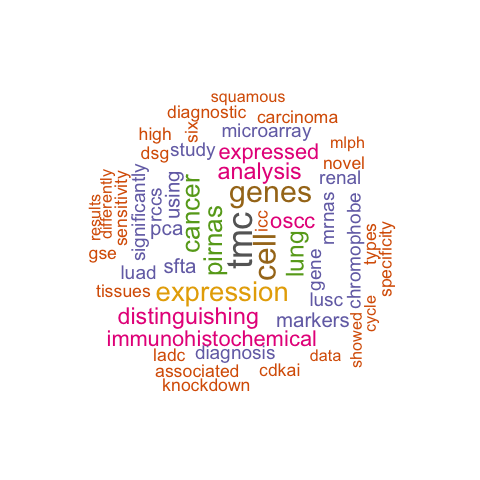 squamous
diagnostic
carcinoma
high
six
microarray
mlph
dsg
study
expressed
novel
analysis
renal
results
differently
sensitivity
significantly
rccs
using
cancer
pirnas
genes
tmc
icc
oscc
cell
lung
gene
mrnas
chromophobe
types
specificity
pca
gse
luad
sfta
tissues
expression
lusc
distinguishing
markers
cycle
immunohistochemical
showed
ladc
diagnosis
data
associated
cdkai
knockdown